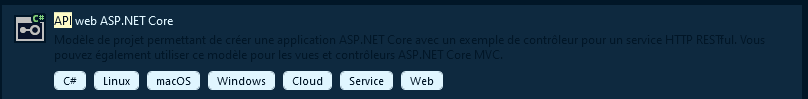 C#
API web ASP.NET Core
Modèle de projet permettant de créer une application ASP.NET Core avec un exemple de contrôleur pour un service HTTP RESTful. Vous
pouvez également utiliser ce modèle pour les vues et contrôleurs ASP.NET Core MVC.
C# Linux macOS Windows Cloud Service Web